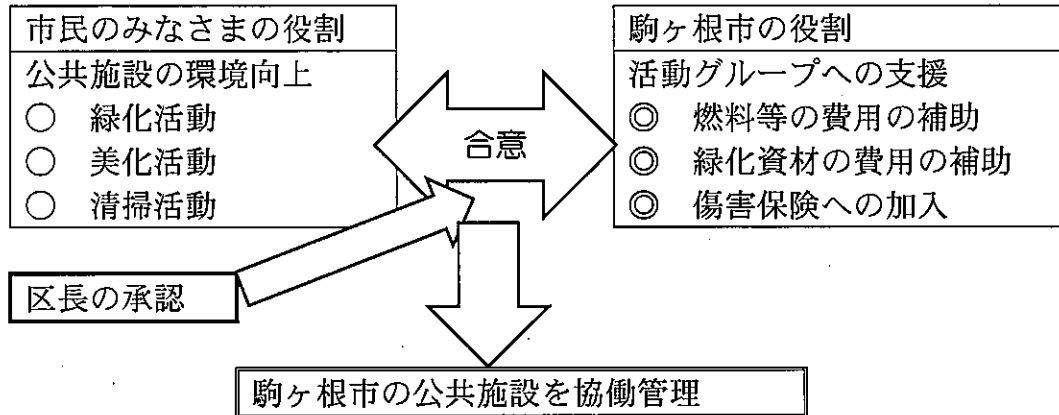 市民のみなさまの役割
公共施設の環境向上
○ 緑化活動
○ 美化活動
○ 清掃活動
合意
駒ヶ根市の役割
活動グループへの支援
◎ 燃料等の費用の補助
◎ 緑化資材の費用の補助
◎ 傷害保険への加入
区長の承認
駒ヶ根市の公共施設を協働管理